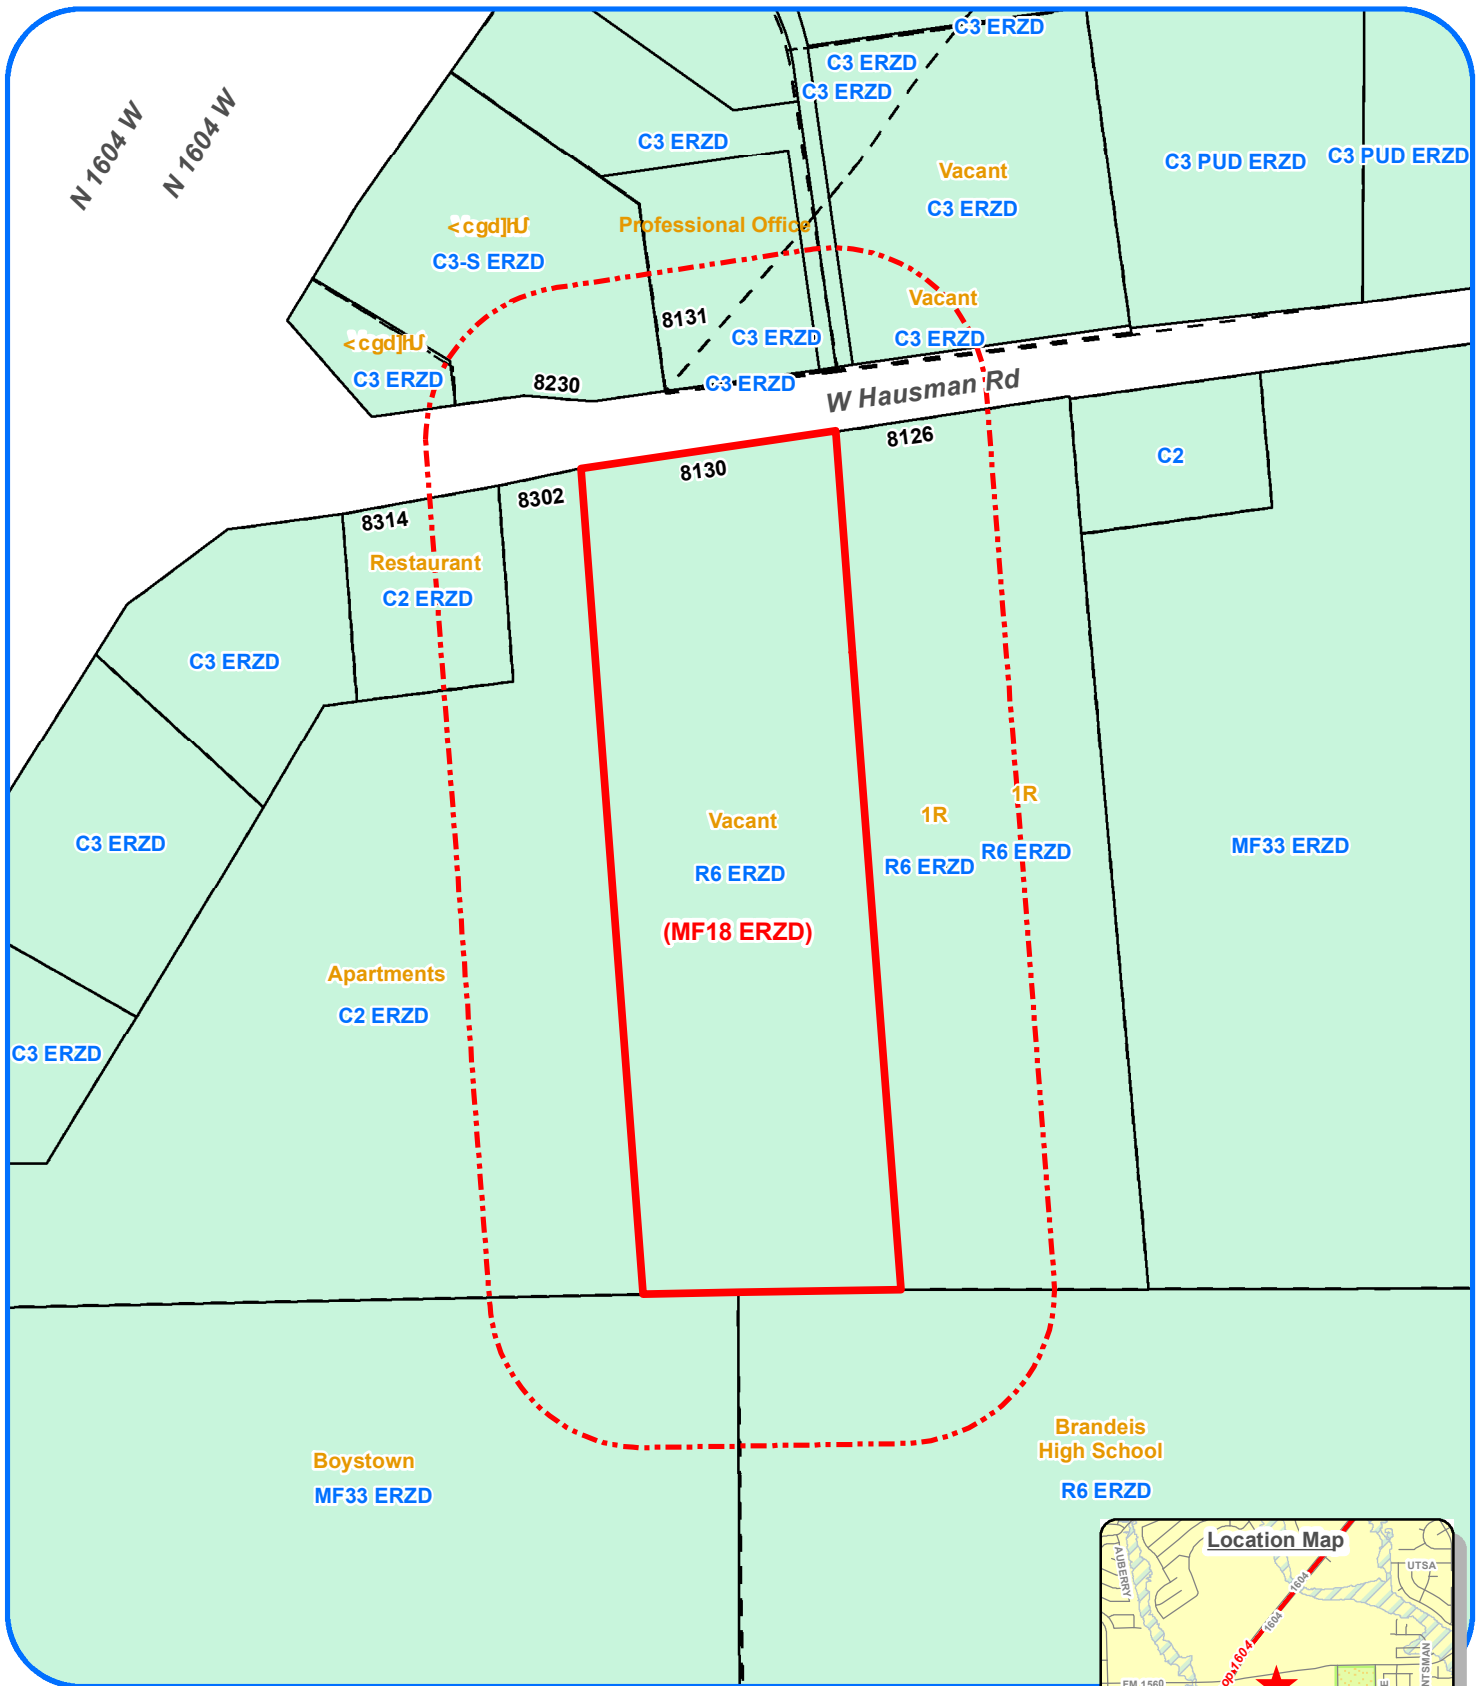 C3 ERZD
C3 ERZD
C3 ERZD
N 1604 W
N 1604 W
C3 ERZD
Vacant
C3 ERZD
C3 PUD ERZD
C3 PUD ERZD
C3-S ERZD
Professional Office
Vacant
C3 ERZD
8131
C3 ERZD
C3 ERZD
8230
C3 ERZD
W Hausman Rd
8126
8130
8302
8314
C2
Restaurant
C2 ERZD
C3 ERZD
C3 ERZD
Vacant
R6 ERZD
(MF18 ERZD)
1R
R6 ERZD
1R
R6 ERZD
MF33 ERZD
Apartments
C2 ERZD
C3 ERZD
Boystown
MF33 ERZD
Brandeis
High School
R6 ERZD
Location Map
AUBERRY
UTSA
1604
1604
1604
FM 1560